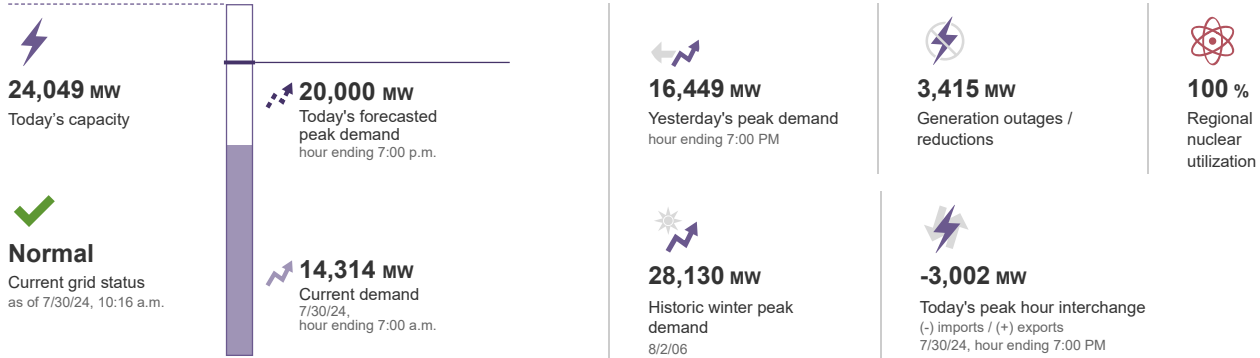 24,049 MW
Today's capacity
Normal
Current grid status
as of 7/30/24, 10:16 a.m.
20,000 MW
Today's forecasted
peak demand
hour ending 7:00 p.m.
14,314 MW
Current demand
7/30/24,
hour ending 7:00 a.m.
16,449 MW
Yesterday's peak demand
hour ending 7:00 PM
3,415 MW
Generation outages /
reductions
100 %
Regional
nuclear
utilization
28,130 MW
Historic winter peak
demand
8/2/06
-3,002 MW
Today's peak hour interchange
(-) imports / (+) exports
7/30/24, hour ending 7:00 PM